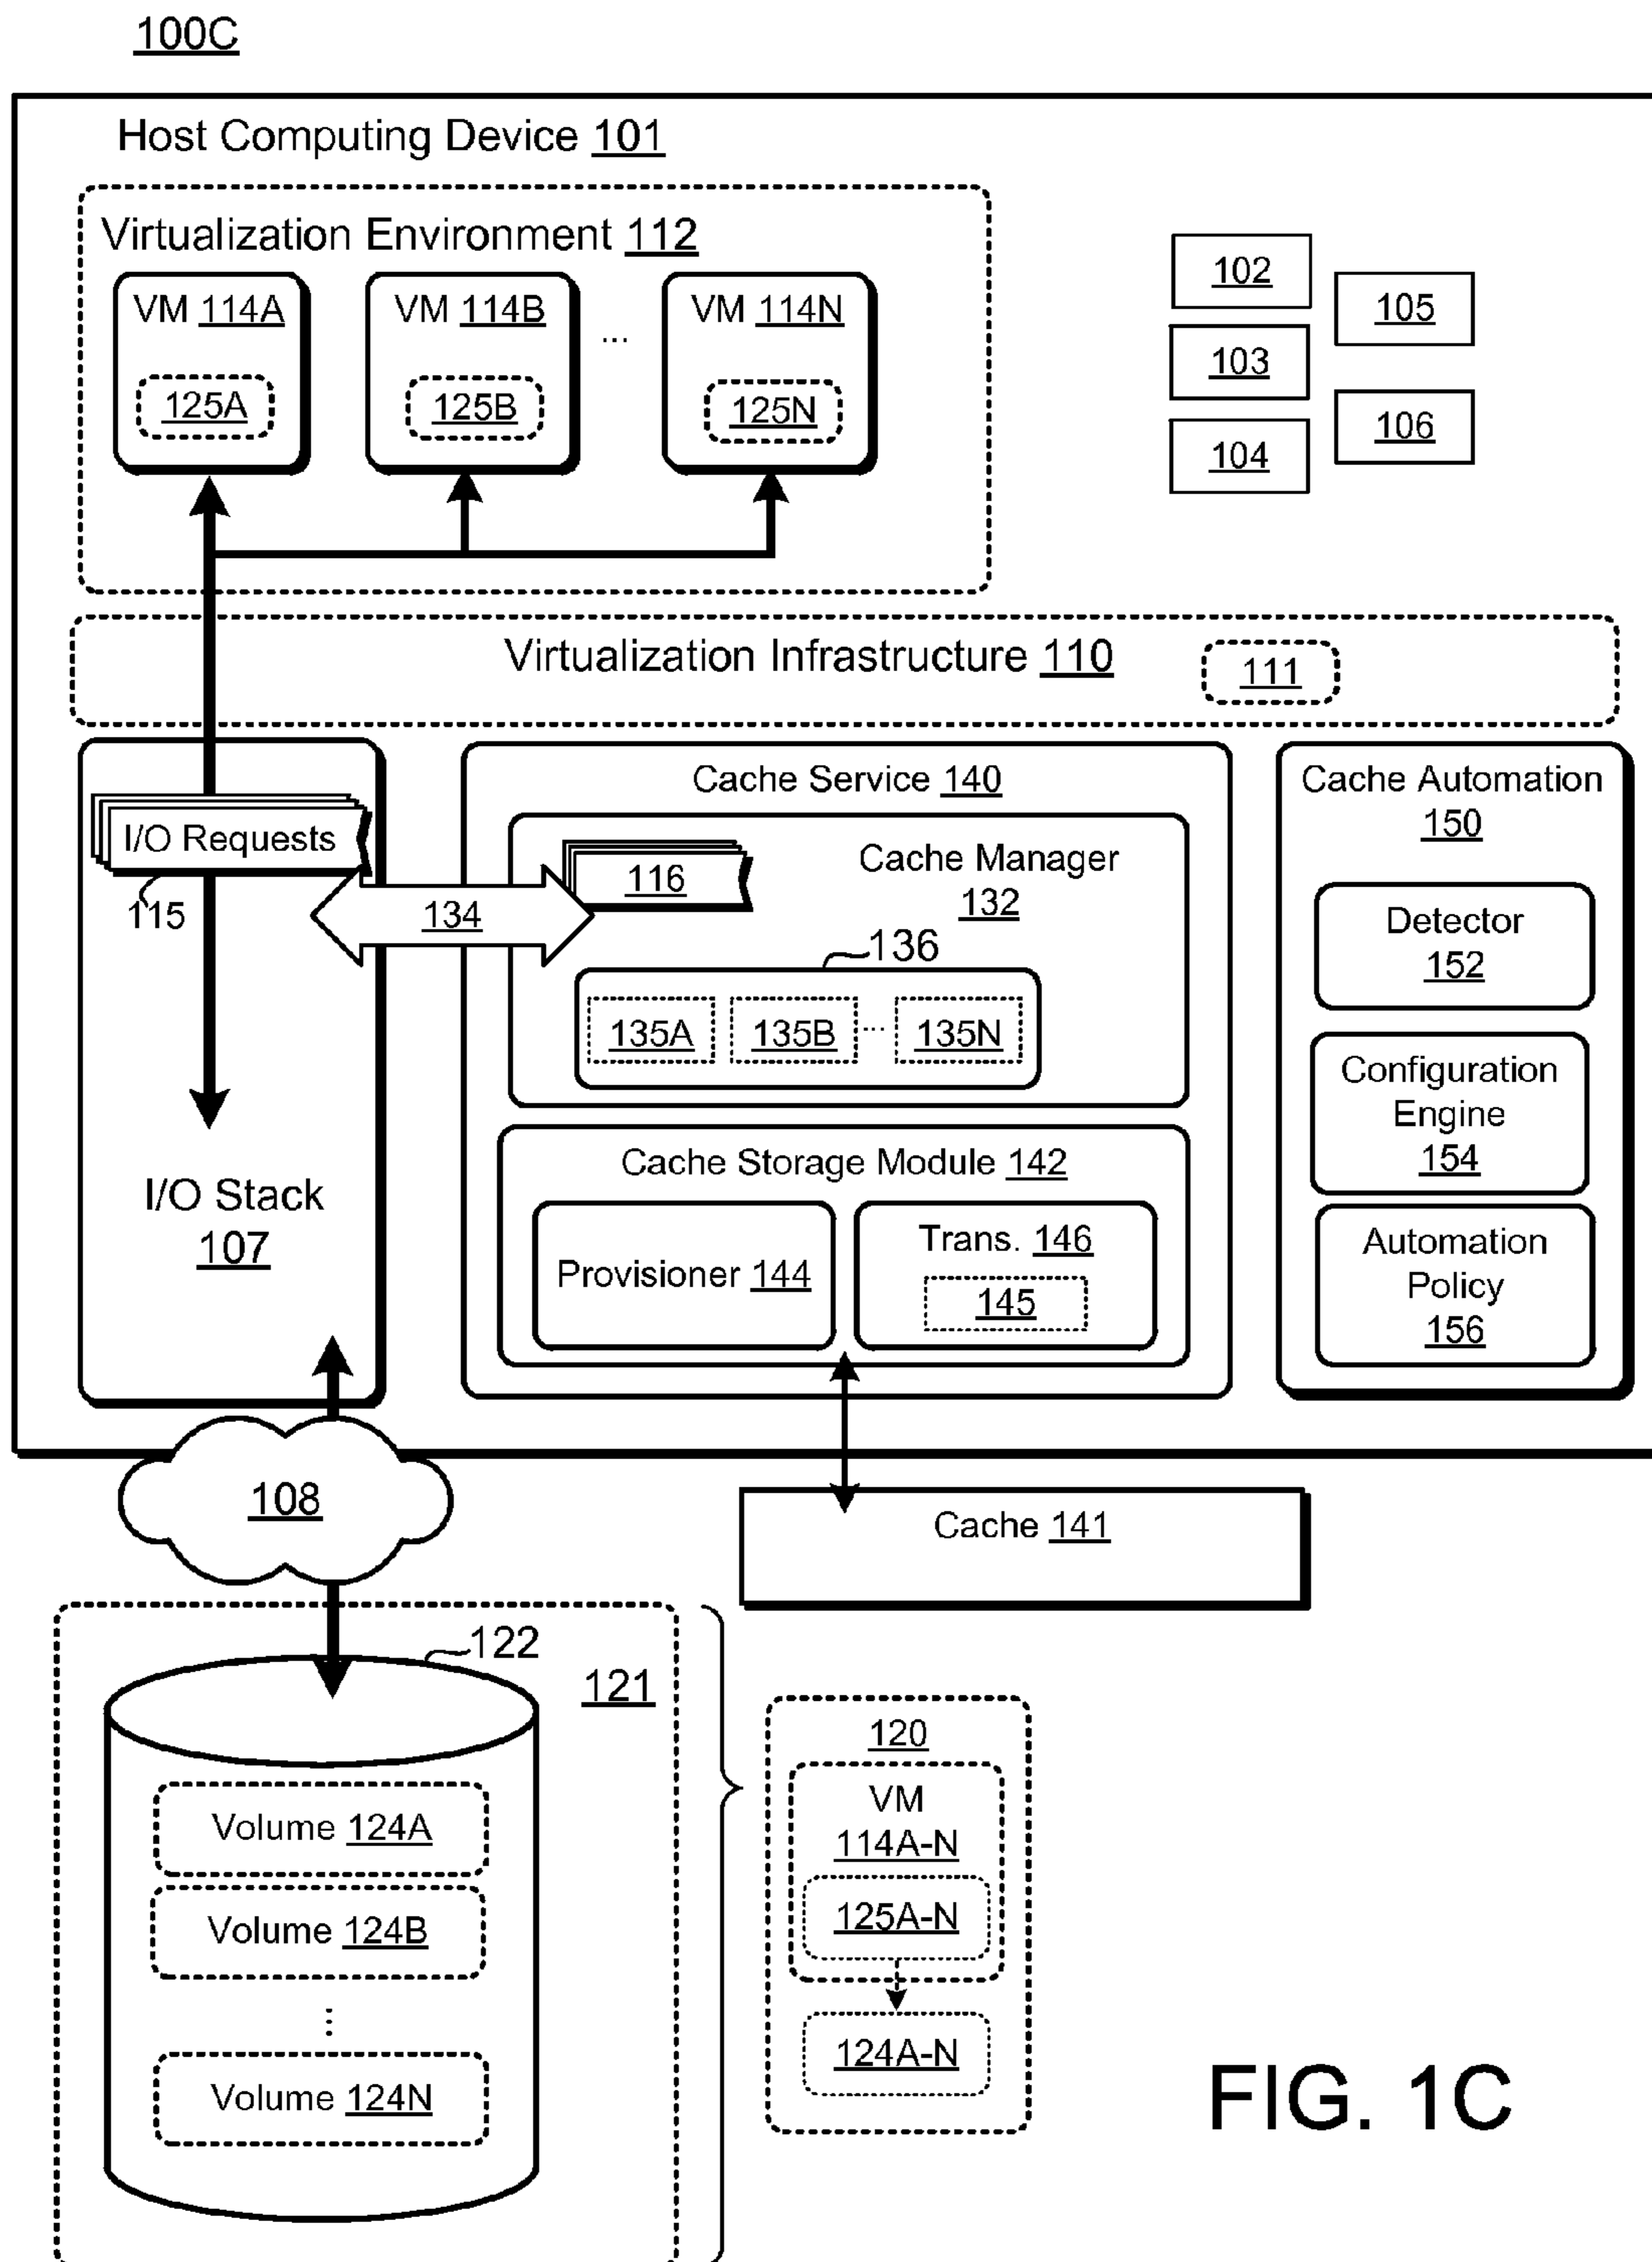 100C
Host Computing Device 101
Virtualization Environment 112
VM 114A
VM 114B
...
VM 114N
125A
125B
125N
102
103
104
105
106
Virtualization Infrastructure 110
111
I/O Requests
115
134
I/O Stack
107
Cache Service 140
116
Cache Manager
132
136
135A
135B
...
135N
Cache Storage Module 142
Provisioner 144
Trans. 146
145
Cache Automation
150
Detector
152
Configuration
Engine
154
Automation
Policy
156
108
Cache 141
122
121
Volume 124A
Volume 124B
...
Volume 124N
120
VM
114A-N
125A-N
124A-N
FIG. 1C